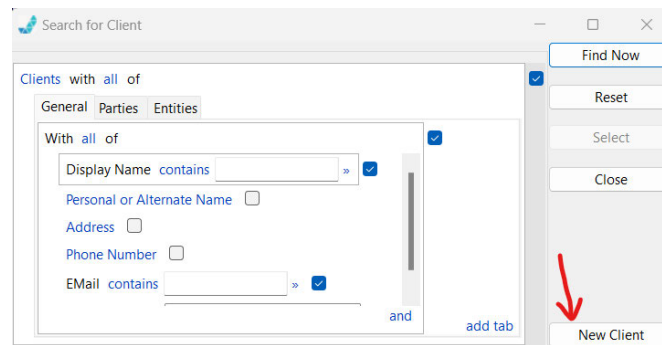 Search for Client
Find Now
Clients with all of
General Parties Entities
Reset
With all of
Select
Display Name contains »
Close
Personal or Alternate Name
Address
Phone Number
EMail contains »
and
add tab
New Client